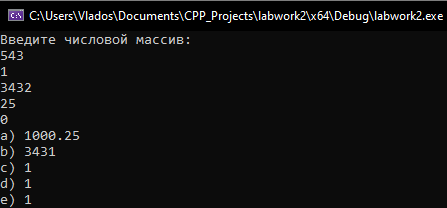 C:\Users\Vlados\Documents\CPP_Projects\labwork2\x64\Debug\labwork2.exe
Введите числовой массив:
543
1
3432
25
0
a) 1000.25
b) 3431
c) 1
d) 1
e) 1